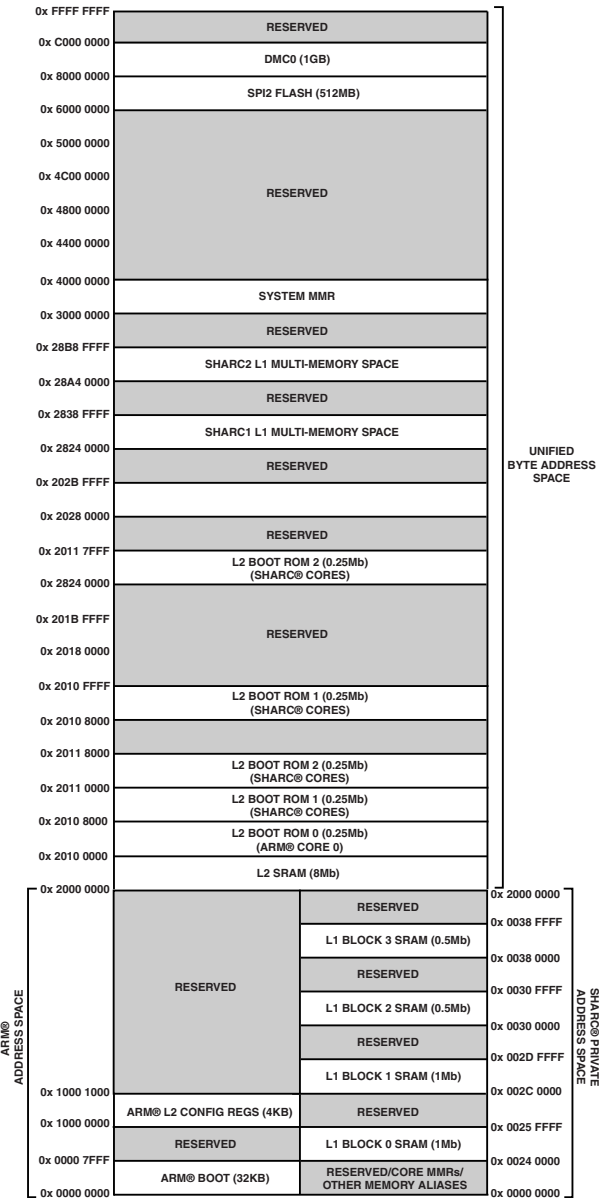 0x FFFF FFFF
RESERVED
0x C000 0000
DMC0 (1GB)
0x 8000 0000
SPI2 FLASH (512MB)
0x 6000 0000
0x 5000 0000
0x 4C00 0000
RESERVED
0x 4800 0000
0x 4400 0000
0x 4000 0000
SYSTEM MMR
0x 3000 0000
RESERVED
0x 28B8 FFFF
SHARC2 L1 MULTI-MEMORY SPACE
0x 28A4 0000
RESERVED
0x 2838 FFFF
SHARC1 L1 MULTI-MEMORY SPACE
0x 2824 0000
RESERVED
0x 202B FFFF
0x 2028 0000
RESERVED
0x 2011 7FFF
L2 BOOT ROM 2 (0.25Mb)
(SHARC® CORES)
0x 2824 0000
0x 201B FFFF
RESERVED
0x 2018 0000
0x 2010 FFFF
L2 BOOT ROM 1 (0.25Mb)
(SHARC® CORES)
0x 2010 8000
0x 2011 8000
L2 BOOT ROM 2 (0.25Mb)
(SHARC® CORES)
0x 2011 0000
L2 BOOT ROM 1 (0.25Mb)
(SHARC® CORES)
0x 2010 8000
L2 BOOT ROM 0 (0.25Mb)
(ARM® CORE 0)
0x 2010 0000
L2 SRAM (8Mb)
0x 2000 0000
UNIFIED
BYTE ADDRESS
SPACE
ARM®
ADDRESS SPACE
RESERVED
0x 1000 1000
ARM® L2 CONFIG REGS (4KB)
0x 1000 0000
RESERVED
0x 0000 7FFF
ARM® BOOT (32KB)
0x 0000 0000
0x 2000 0000
RESERVED
0x 0038 FFFF
L1 BLOCK 3 SRAM (0.5Mb)
0x 0038 0000
RESERVED
0x 0030 FFFF
L1 BLOCK 2 SRAM (0.5Mb)
0x 0030 0000
RESERVED
0x 002D FFFF
L1 BLOCK 1 SRAM (1Mb)
0x 002C 0000
RESERVED
0x 0025 FFFF
L1 BLOCK 0 SRAM (1Mb)
0x 0024 0000
RESERVED/CORE MMRs/
OTHER MEMORY ALIASES
0x 0000 0000
SHARC® PRIVATE
ADDRESS SPACE